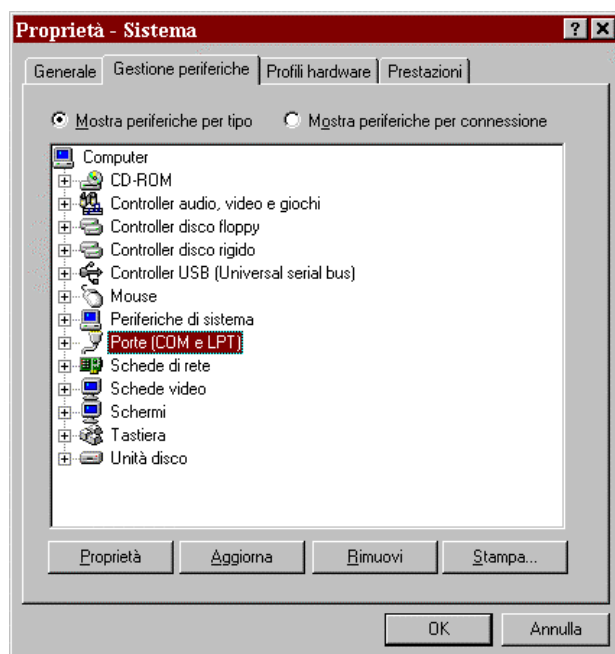 Proprietà - Sistema
Generale Gestione periferiche Profili hardware Prestazioni
Mostra periferiche per tipo Mostra periferiche per connessione
Computer
CD-ROM
Controller audio, video e giochi
Controller disco floppy
Controller disco rigido
Controller USB (Universal serial bus)
Mouse
Periferiche di sistema
Porte (COM e LPT)
Schede di rete
Schede video
Schermi
Tastiera
Unità disco
Proprietà Aggiorna Rimuovi Stampa...
OK Annulla